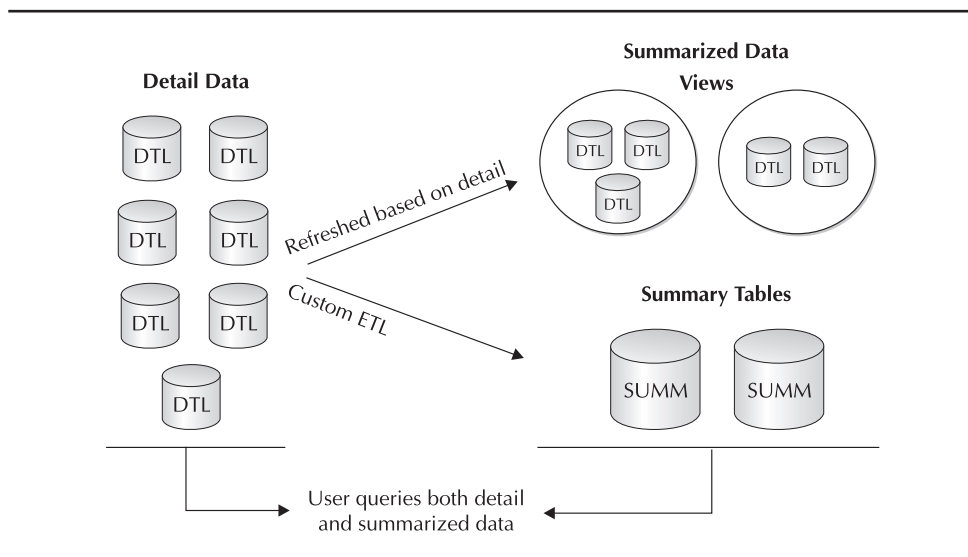 Summarized Data
Views
Detail Data
DTL
DTL
DTL
DTL
DTL
DTL
DTL
Refreshed based on detail
Custom ETL
DTL
DTL
DTL
DTL
DTL
Summary Tables
SUMM
SUMM
User queries both detail
and summarized data